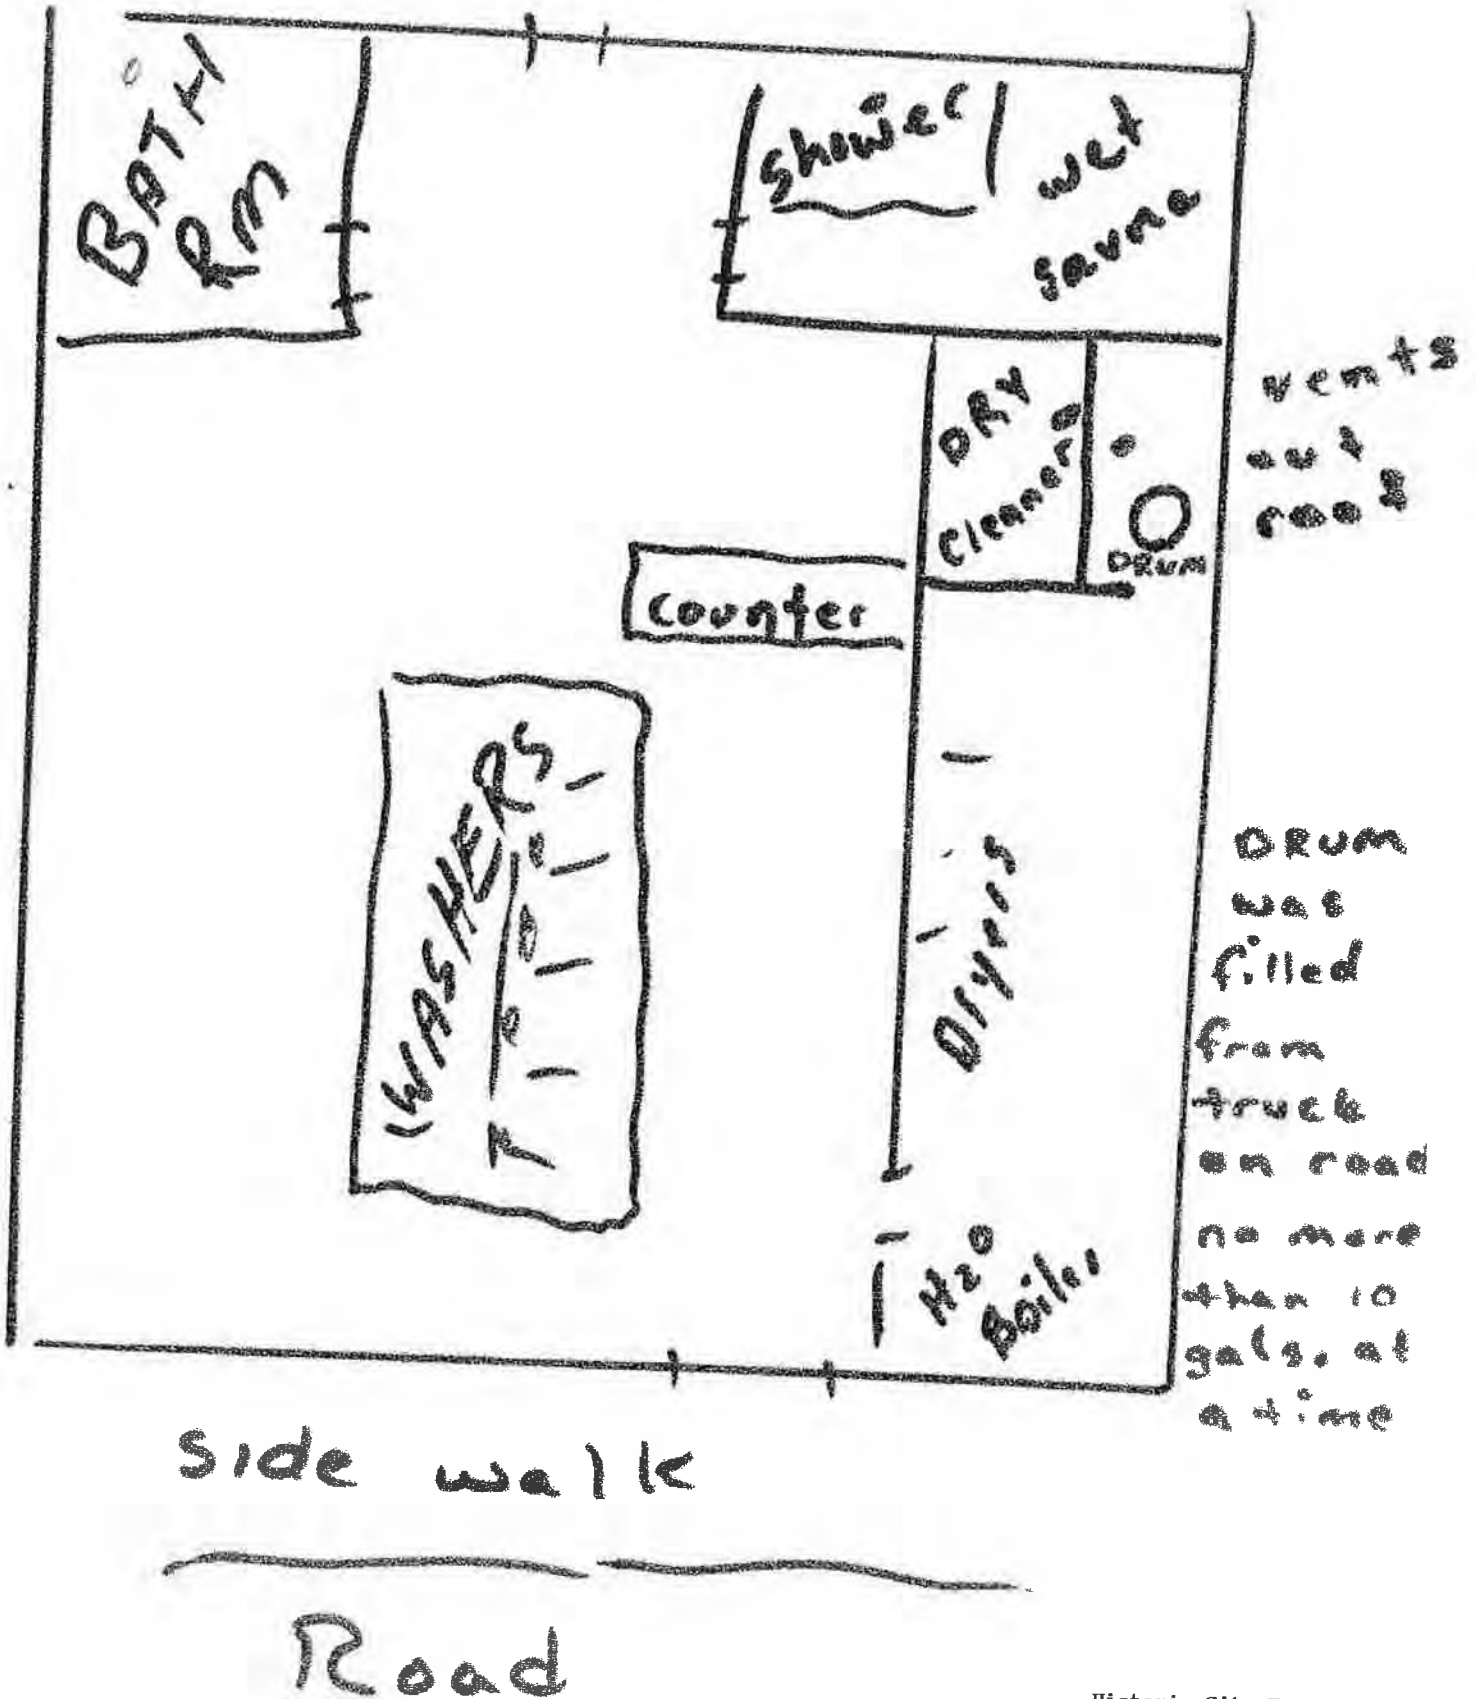 BATH
RM
shower
wet
sauna
DRY
Cleaners
DRUM
vents
out
roof
counter
WASHERS
Dryers
DRUM
was
filled
from
truck
on road
no more
than 10
gals. at
a time
H2O
Boiler
Side walk
Road